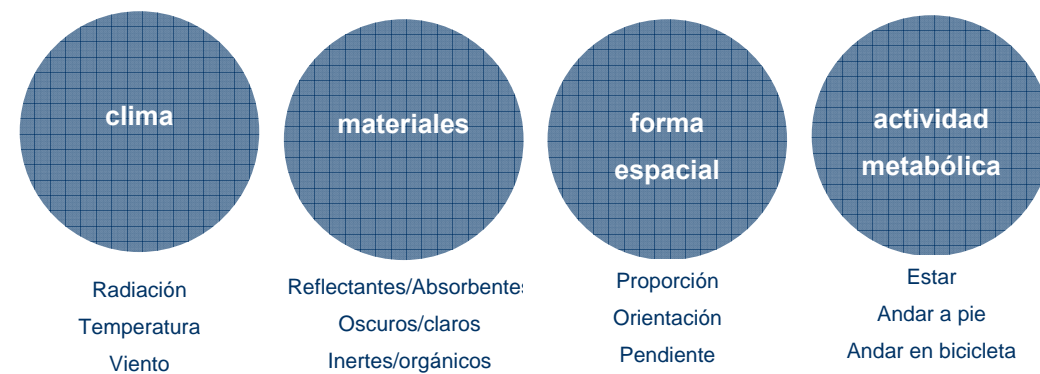 clima
materiales
forma
espacial
actividad
metabólica
Radiación
Temperatura
Viento
Reflectantes/Absorbentes
Oscuros/claros
Inertes/orgánicos
Proporción
Orientación
Pendiente
Estar
Andar a pie
Andar en bicicleta